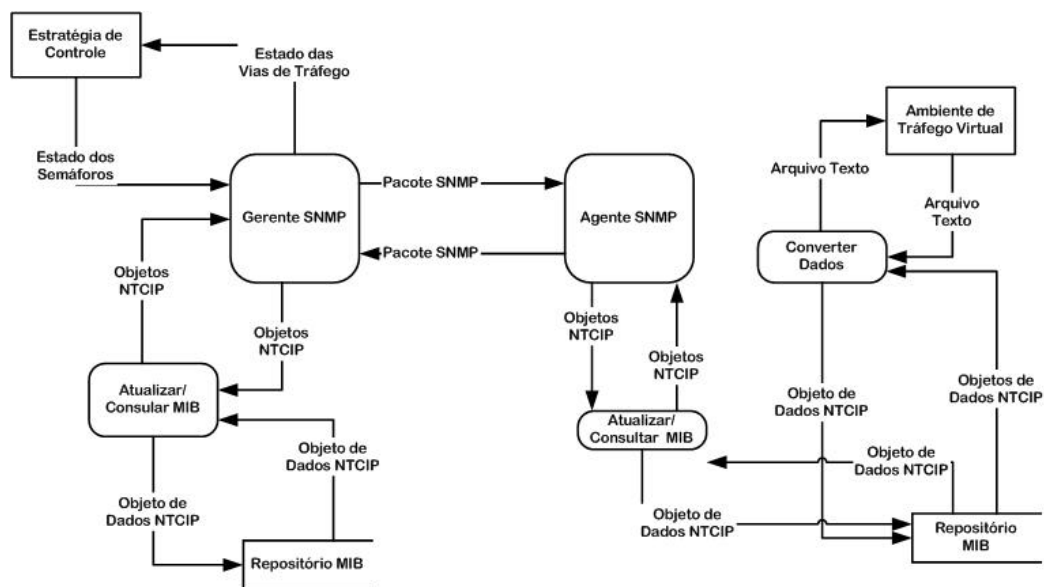 Estratégia de
Controle
Estado das
Vias de Tráfego
Estado dos
Semáforos
Gerente SNMP
Pacote SNMP
Pacote SNMP
Agente SNMP
Ambiente de
Tráfego Virtual
Arquivo Texto
Arquivo
Texto
Converter
Dados
Objetos
NTCIP
Objetos
NTCIP
Objetos
NTCIP
Objetos
NTCIP
Atualizar/
Consular MIB
Atualizar/
Consultar MIB
Objeto de
Dados NTCIP
Objetos de
Dados NTCIP
Objeto de
Dados NTCIP
Objeto de
Dados NTCIP
Objeto de
Dados NTCIP
Objeto de
Dados NTCIP
Repositório MIB
Repositório
MIB